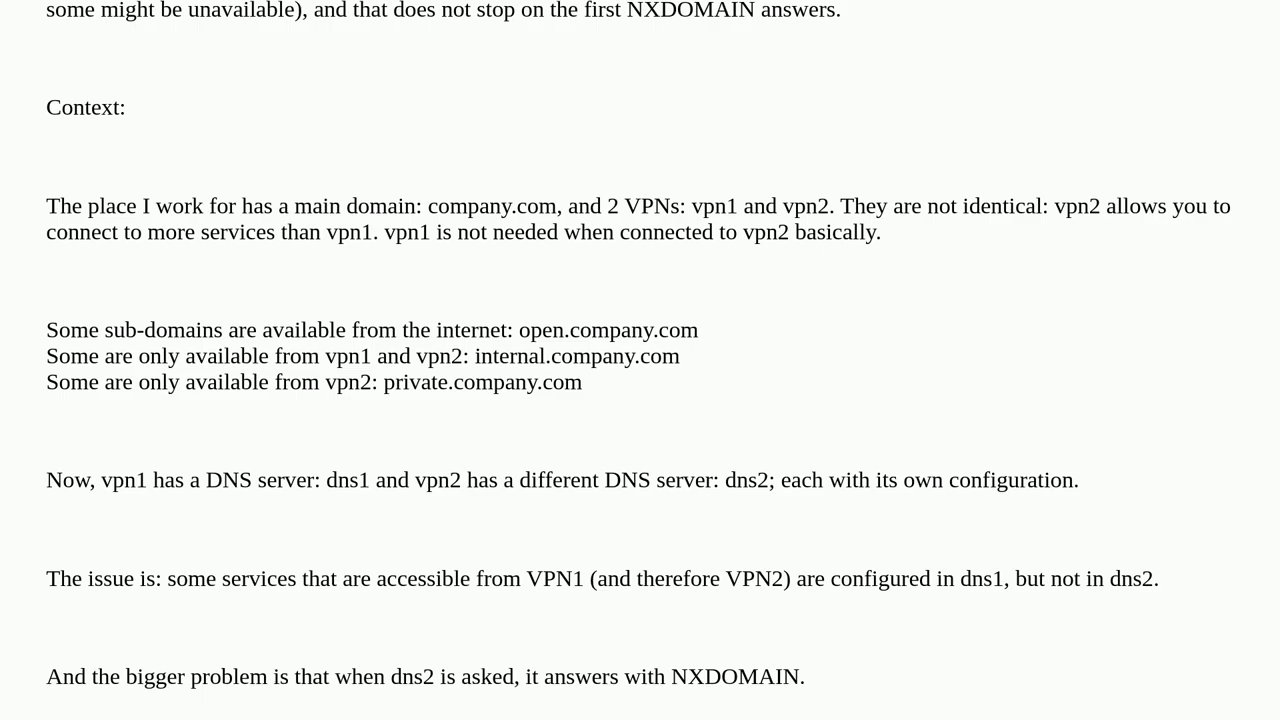 some might be unavailable), and that does not stop on the first NXDOMAIN answers.
Context:
The place I work for has a main domain: company.com, and 2 VPNs: vpn1 and vpn2. They are not identical: vpn2 allows you to
connect to more services than vpn1. vpn1 is not needed when connected to vpn2 basically.
Some sub-domains are available from the internet: open.company.com
Some are only available from vpn1 and vpn2: internal.company.com
Some are only available from vpn2: private.company.com
Now, vpn1 has a DNS server: dns1 and vpn2 has a different DNS server: dns2; each with its own configuration.
The issue is: some services that are accessible from VPN1 (and therefore VPN2) are configured in dns1, but not in dns2.
And the bigger problem is that when dns2 is asked, it answers with NXDOMAIN.